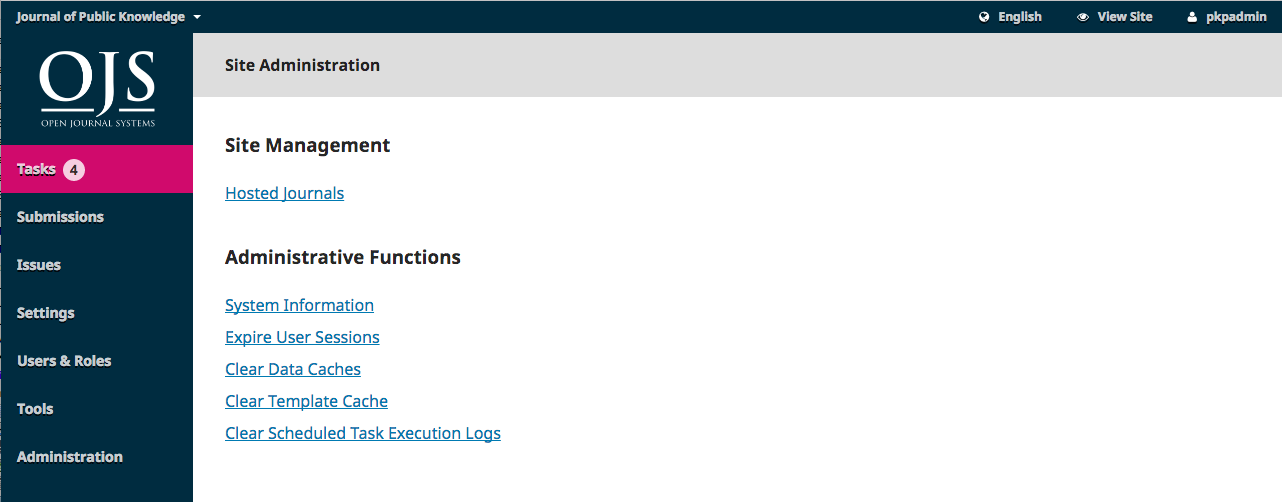 Journal of Public Knowledge English View Site pkpadmin
OJS
OPEN JOURNAL SYSTEMS
Site Administration
Tasks 4
Submissions
Issues
Settings
Users & Roles
Tools
Administration
Site Management
Hosted Journals
Administrative Functions
System Information
Expire User Sessions
Clear Data Caches
Clear Template Cache
Clear Scheduled Task Execution Logs